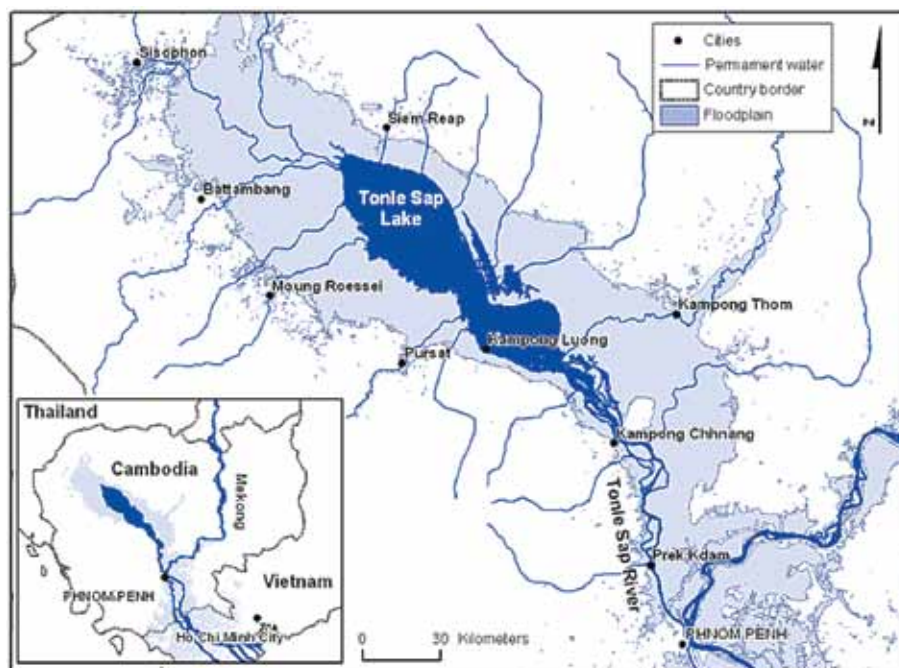 Cities
Permament water
Country border
Floodplain
Sisophon
Siem Reap
Battambang
Tonle Sap
Lake
Moung Roessei
Kampong Thom
Pursat
Kampong Luong
Kampong Chhnang
Tonle Sap River
Prek Kdam
PHNOM PENH
0 30 Kilometers
Thailand
Cambodia
Mekong
PHNOM PENH
Vietnam
Ho Chi Minh City